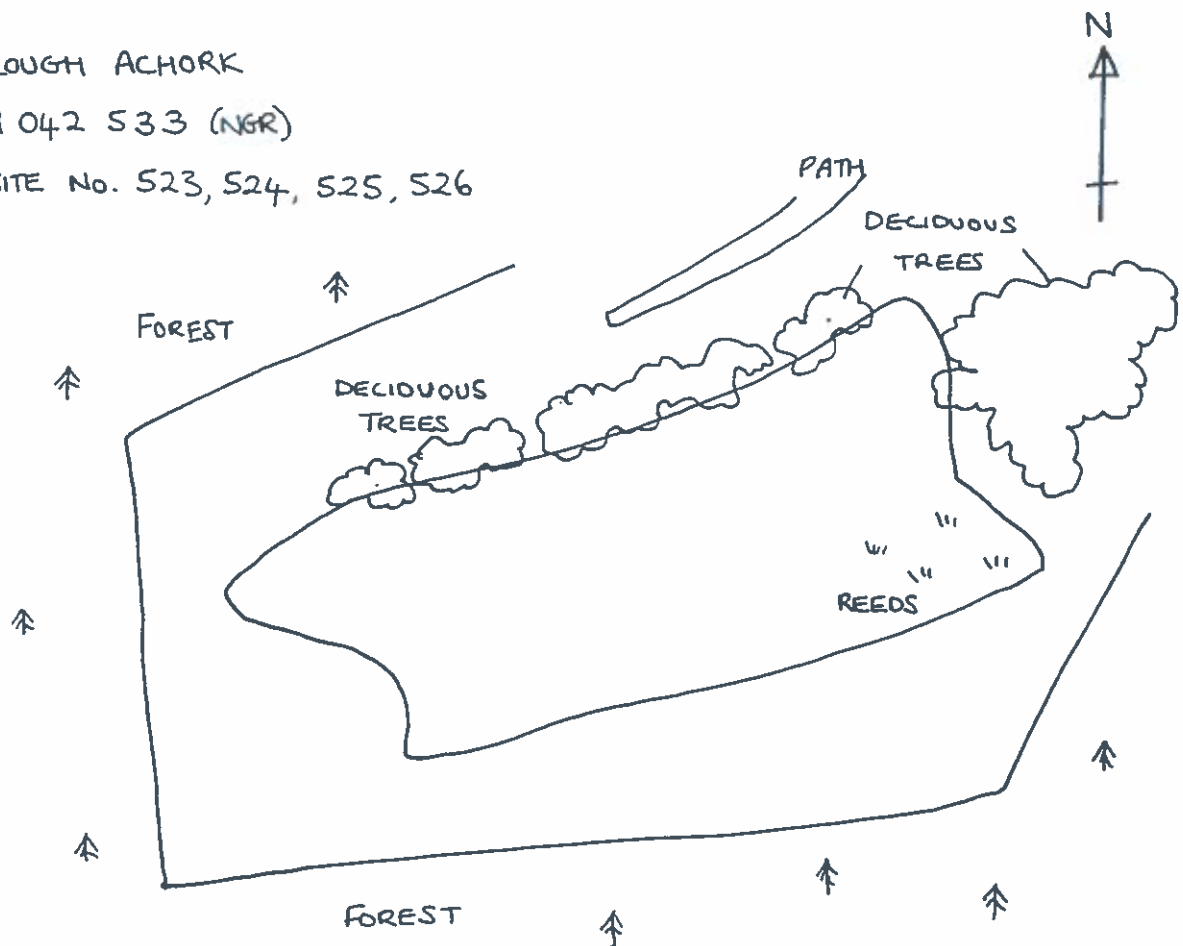 LOUGH ACHORK
042 533 (NGR)
SITE No. 523, 524, 525, 526
N
PATH
DECIDUOUS
TREES
FOREST
DECIDUOUS
TREES
REEDS
FOREST